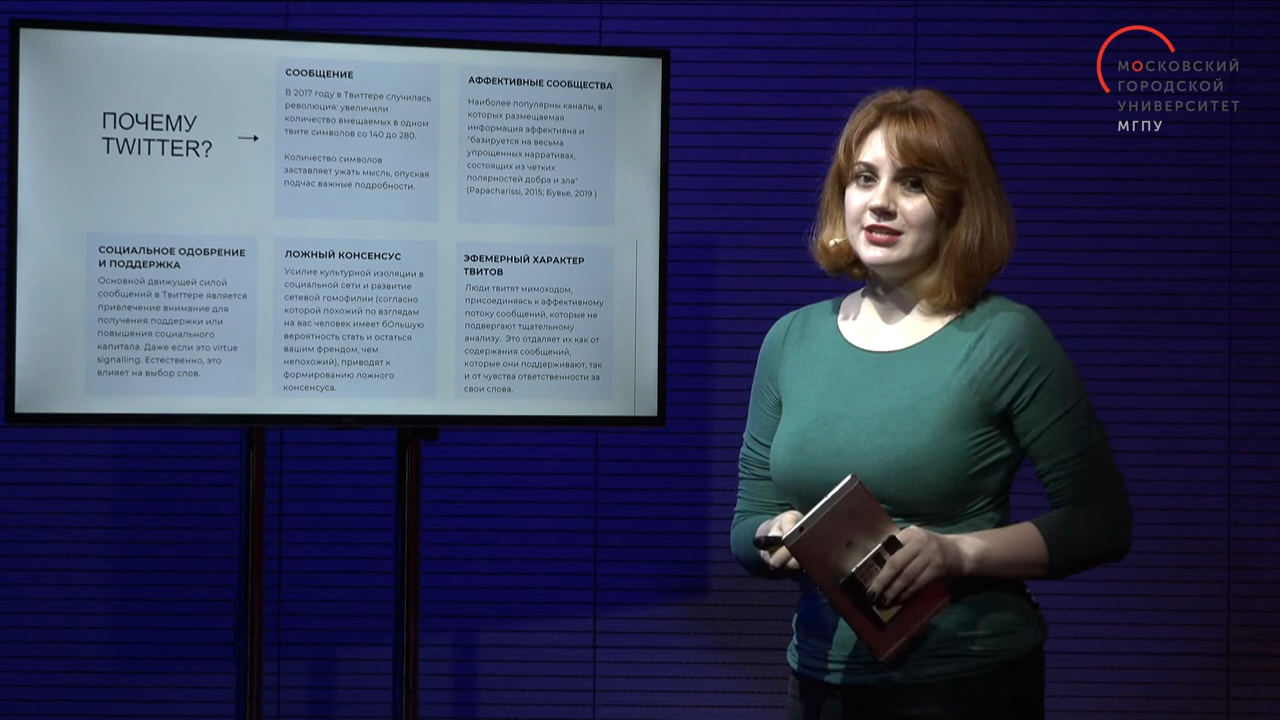 ПОЧЕМУ
TWITTER?
СООБЩЕНИЕ
В 2017 году в Твиттере случилась
революция: увеличили
количество вмещаемых в одном
твите символов со 140 до 280.
Количество символов
заставляет ужать мысль, опуская
подчас важные подробности.
АФФЕКТИВНЫЕ СООБЩЕСТВА
Наиболее популярны каналы, в
которых размещаемая
информация аффективна и
"базируется на весьма
упрощенных нарративах,
состоящих из четких
полярностей добра и зла"
(Papacharissi, 2015; Бувье, 2019 )
СОЦИАЛЬНОЕ ОДОБРЕНИЕ
И ПОДДЕРЖКА
Основной движущей силой
сообщений в Твиттере является
привлечение внимание для
получения поддержки или
повышения социального
капитала. Даже если это virtue
signalling. Естественно, это
влияет на выбор слов.
ЛОЖНЫЙ КОНСЕНСУС
Усилие культурной изоляции в
социальной сети и развитие
сетевой гомофилии (согласно
которой похожий по взглядам
на вас человек имеет бОльшую
вероятность стать и остаться
вашим френдом, чем
непохожий), приводят к
формированию ложного
консенсуса.
ЭФЕМЕРНЫЙ ХАРАКТЕР
ТВИТОВ
Люди твитят мимоходом,
присоединяясь к аффективному
потоку сообщений, которые не
подвергают тщательному
анализу. Это отдаляет их как от
содержания сообщений,
которые они поддерживают, так
и от чувства ответственности за
свои слова.
МОСКОВСКИЙ
ГОРОДСКОЙ
УНИВЕРСИТЕТ
МГПУ